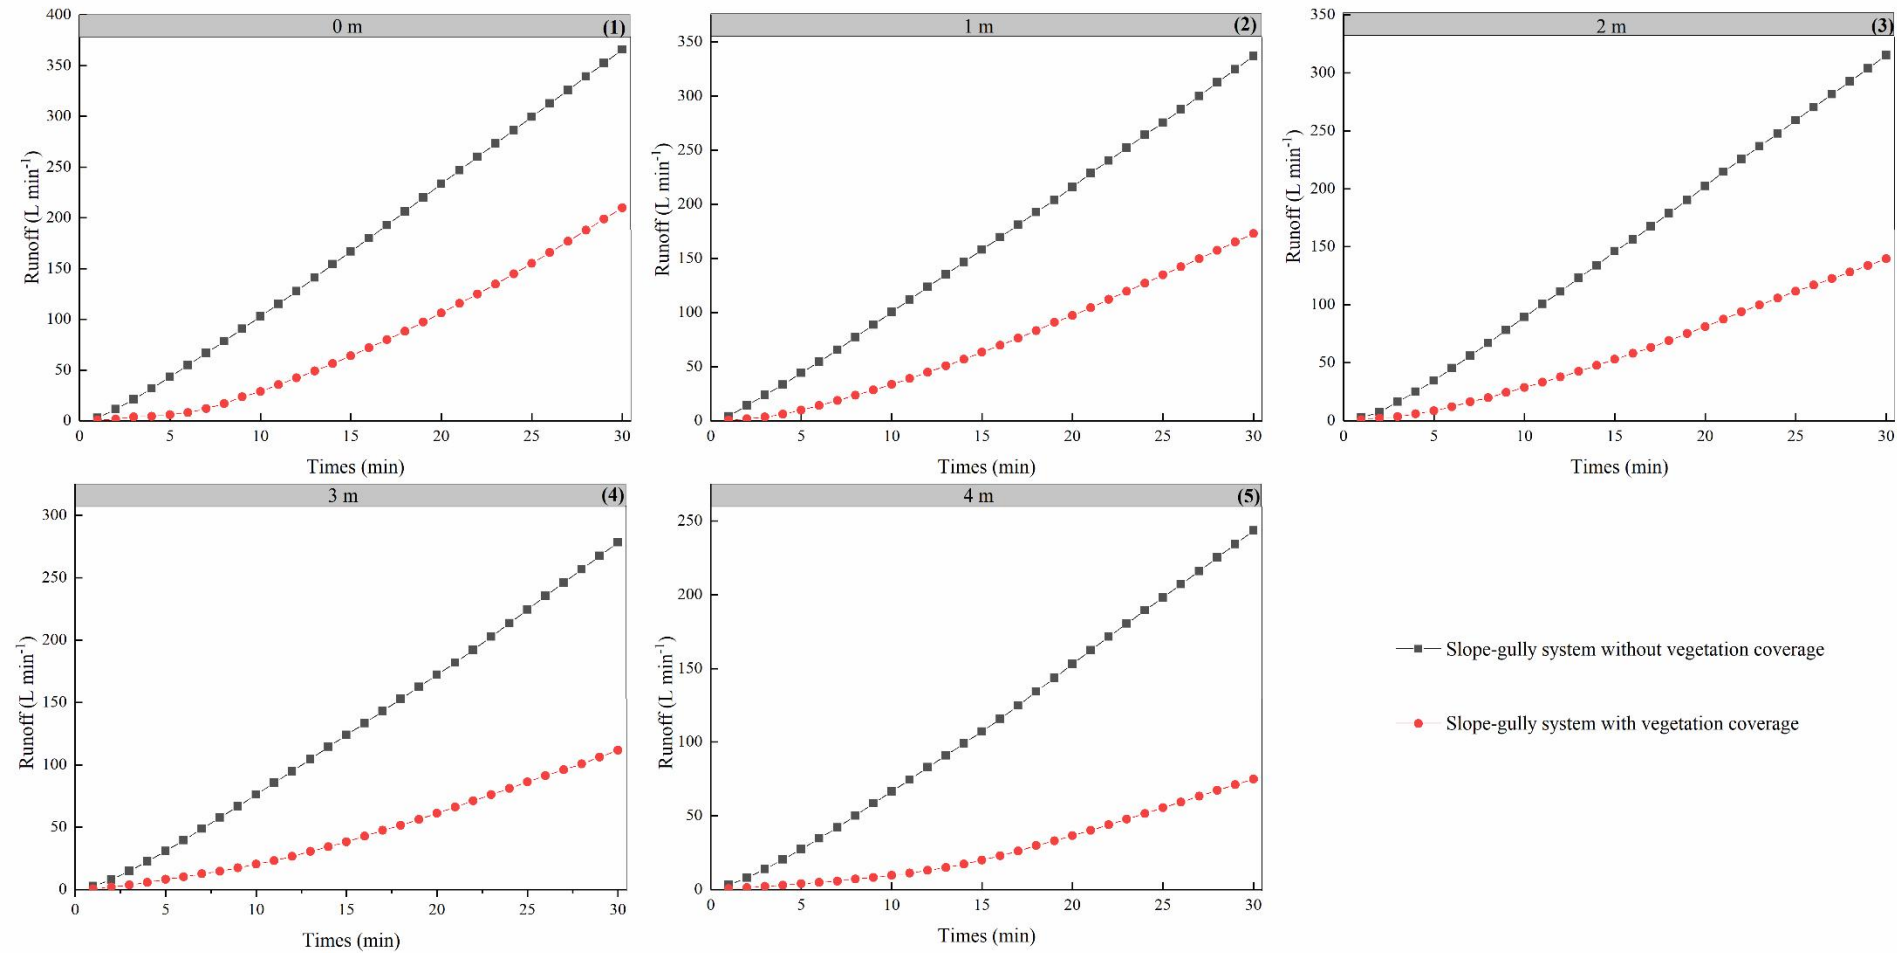 0 m (1)
400
350
300
250
200
150
100
50
0
0 5 10 15 20 25 30
Runoff (L min-1)
Times (min)
1 m (2)
350
300
250
200
150
100
50
0
0 5 10 15 20 25 30
Runoff (L min-1)
Times (min)
2 m (3)
350
300
250
200
150
100
50
0
0 5 10 15 20 25 30
Runoff (L min-1)
Times (min)
3 m (4)
300
250
200
150
100
50
0
0 5 10 15 20 25 30
Runoff (L min-1)
Times (min)
4 m (5)
250
200
150
100
50
0
0 5 10 15 20 25 30
Runoff (L min-1)
Times (min)
Slope-gully system without vegetation coverage
Slope-gully system with vegetation coverage